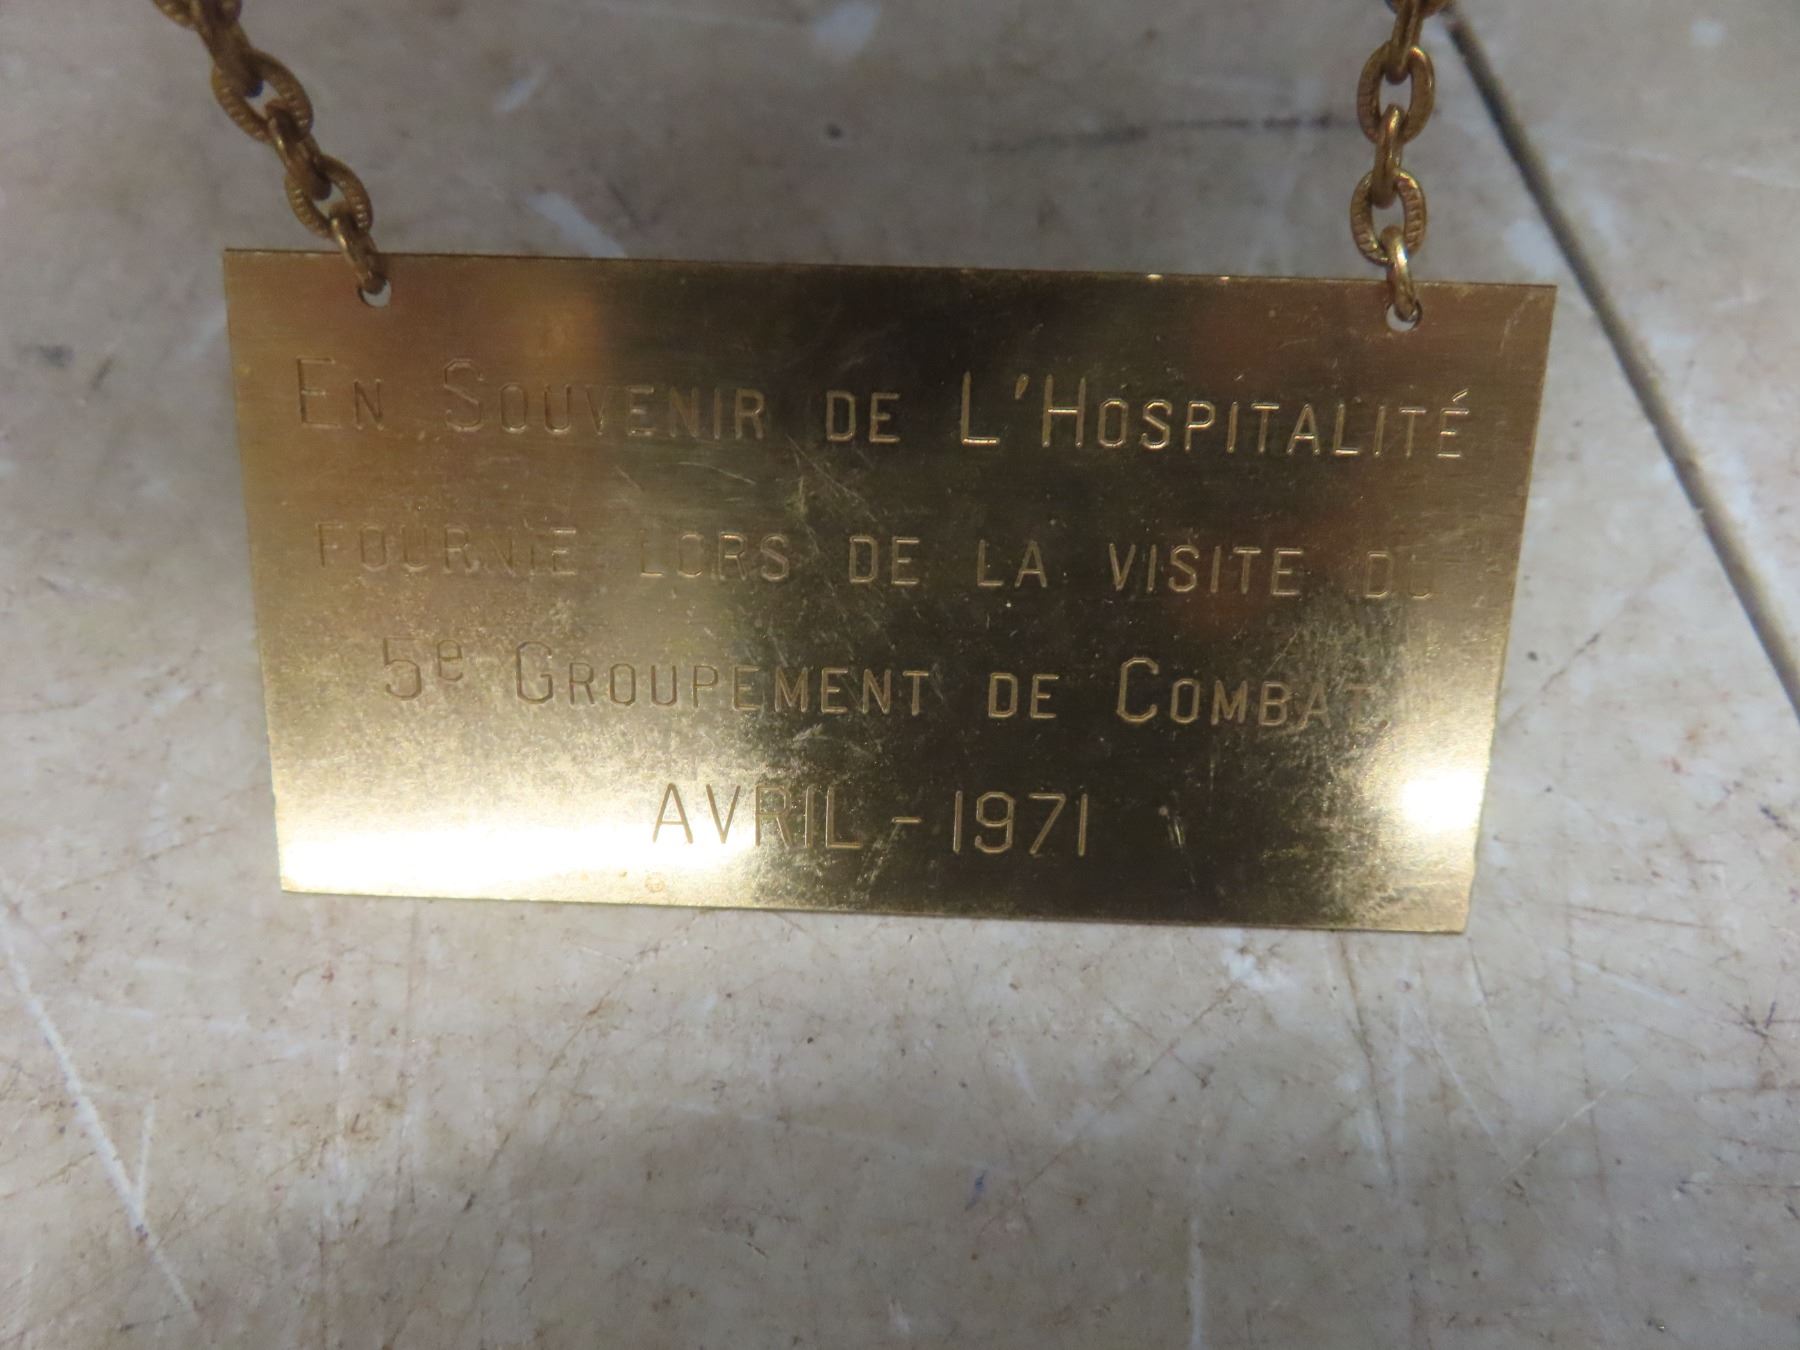 En Souvenir de L'Hospitalité
fournie lors de la visite du
5e Groupement de Combat
AVRIL - 1971